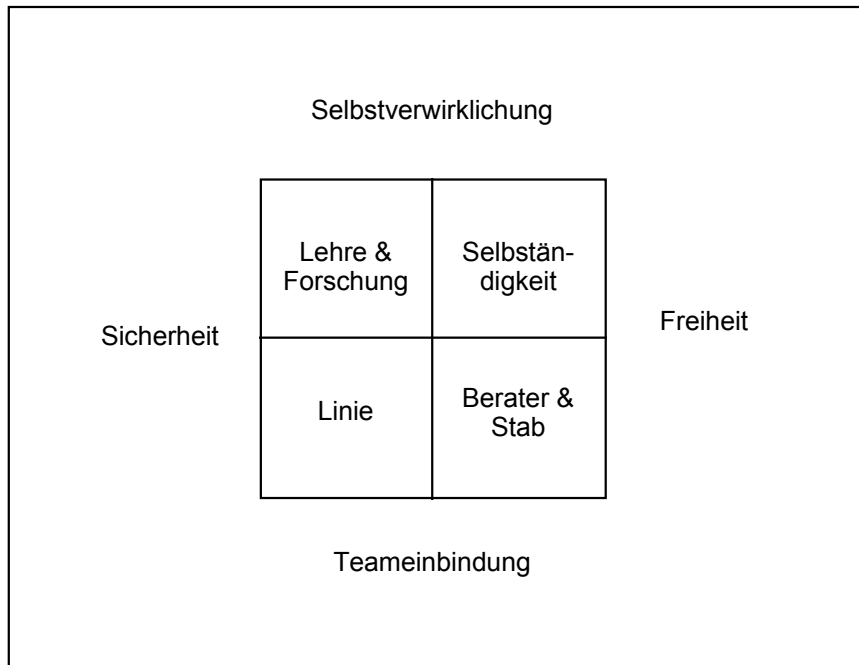 Selbstverwirklichung
Lehre &
Forschung
Selbstän-
digkeit
Sicherheit
Freiheit
Linie
Berater &
Stab
Teameinbindung